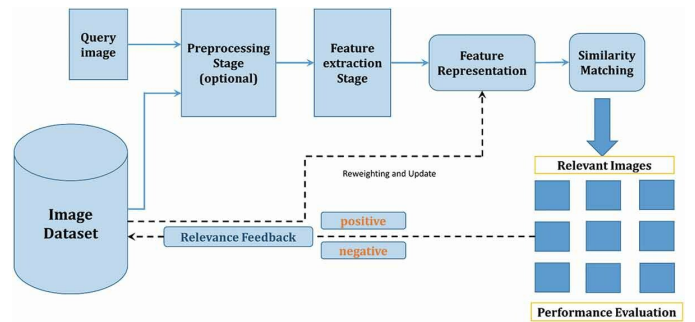 Query
image
Preprocessing
Stage
(optional)
Feature
extraction
Stage
Feature
Representation
Similarity
Matching
Image
Dataset
Reweighting and Update
Relevance Feedback
positive
negative
Relevant Images
Performance Evaluation